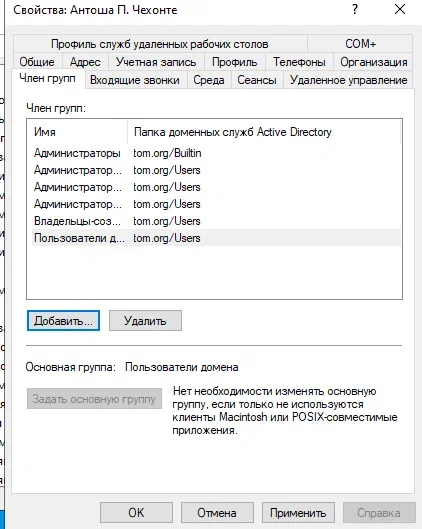 Свойства: Антоша П. Чехонте
Профиль служб удаленных рабочих столов COM+
Общие Адрес Учетная запись Профиль Телефоны Организация
Член групп Входящие звонки Среда Сеансы Удаленное управление
Член групп:
Имя Папка доменных служб Active Directory
Администраторы tom.org/Builtin
Администратор... tom.org/Users
Администратор... tom.org/Users
Администратор... tom.org/Users
Владельцы-соз... tom.org/Users
Пользователи д... tom.org/Users
Добавить... Удалить
Основная группа: Пользователи домена
Задать основную группу
Нет необходимости изменять основную
группу, если только не используются
клиенты Macintosh или POSIX-совместимые
приложения.
OK Отмена Применить Справка